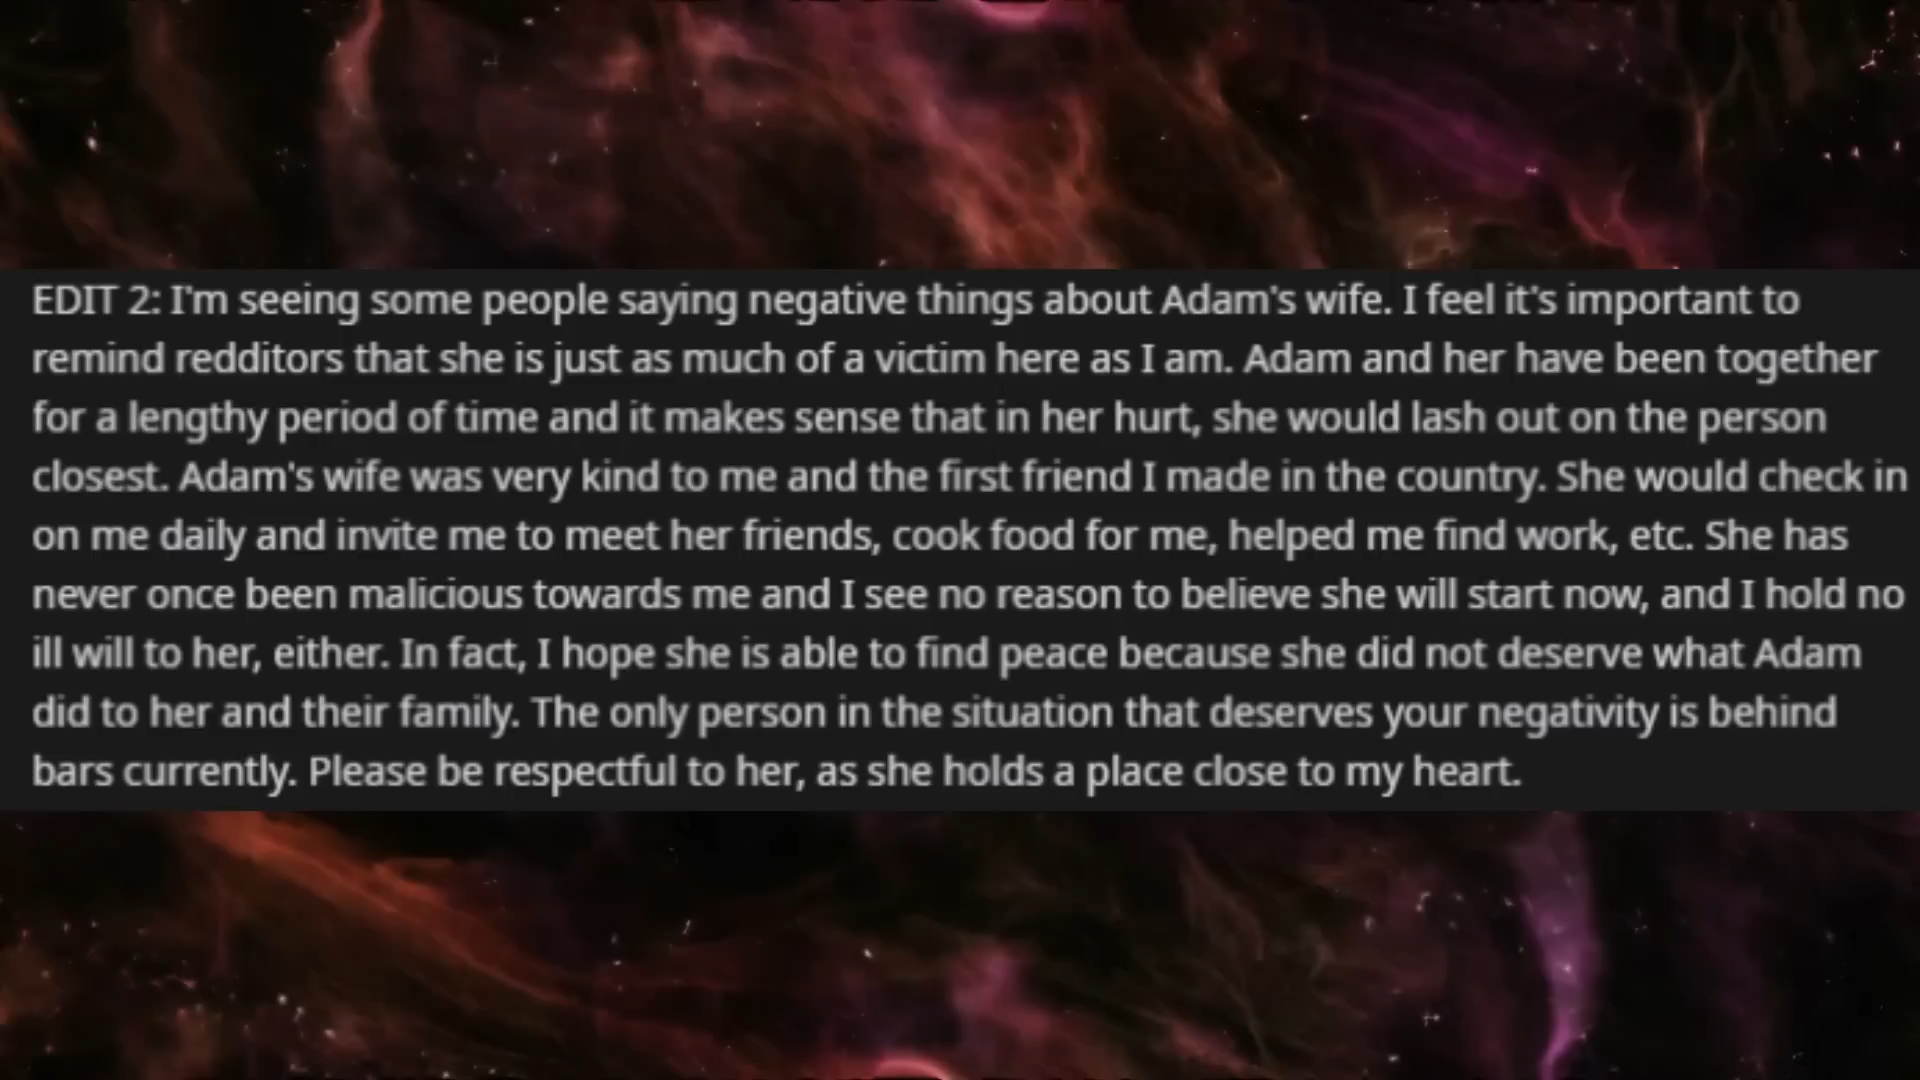 EDIT 2: I'm seeing some people saying negative things about Adam's wife. I feel it's important to
remind redditors that she is just as much of a victim here as I am. Adam and her have been together
for a lengthy period of time and it makes sense that in her hurt, she would lash out on the person
closest. Adam's wife was very kind to me and the first friend I made in the country. She would check in
on me daily and invite me to meet her friends, cook food for me, helped me find work, etc. She has
never once been malicious towards me and I see no reason to believe she will start now, and I hold no
ill will to her, either. In fact, I hope she is able to find peace because she did not deserve what Adam
did to her and their family. The only person in the situation that deserves your negativity is behind
bars currently. Please be respectful to her, as she holds a place close to my heart.